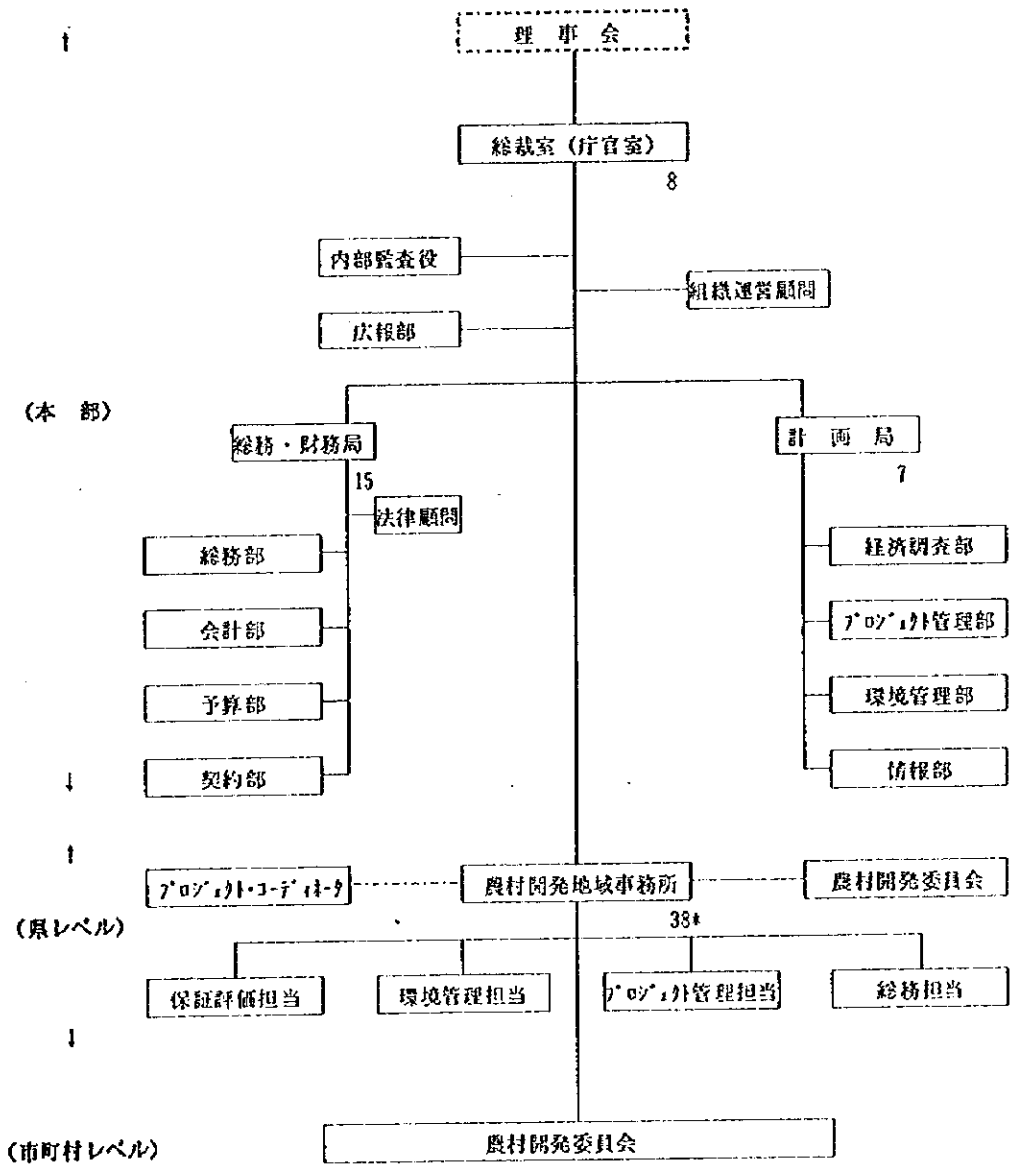 理事会
総裁室（庁官室）
8
内部監査役
組織運営顧問
広報部
（本 部）
総務・財務局
計画局
15
7
法律顧問
総務部
経済調査部
会計部
プロジェクト管理部
予算部
環境管理部
契約部
情報部
プロジェクト・コーディネータ
農村開発地域事務所
農村開発委員会
（県レベル）
38*
保証評価担当
環境管理担当
プロジェクト管理担当
総務担当
（市町村レベル）
農村開発委員会